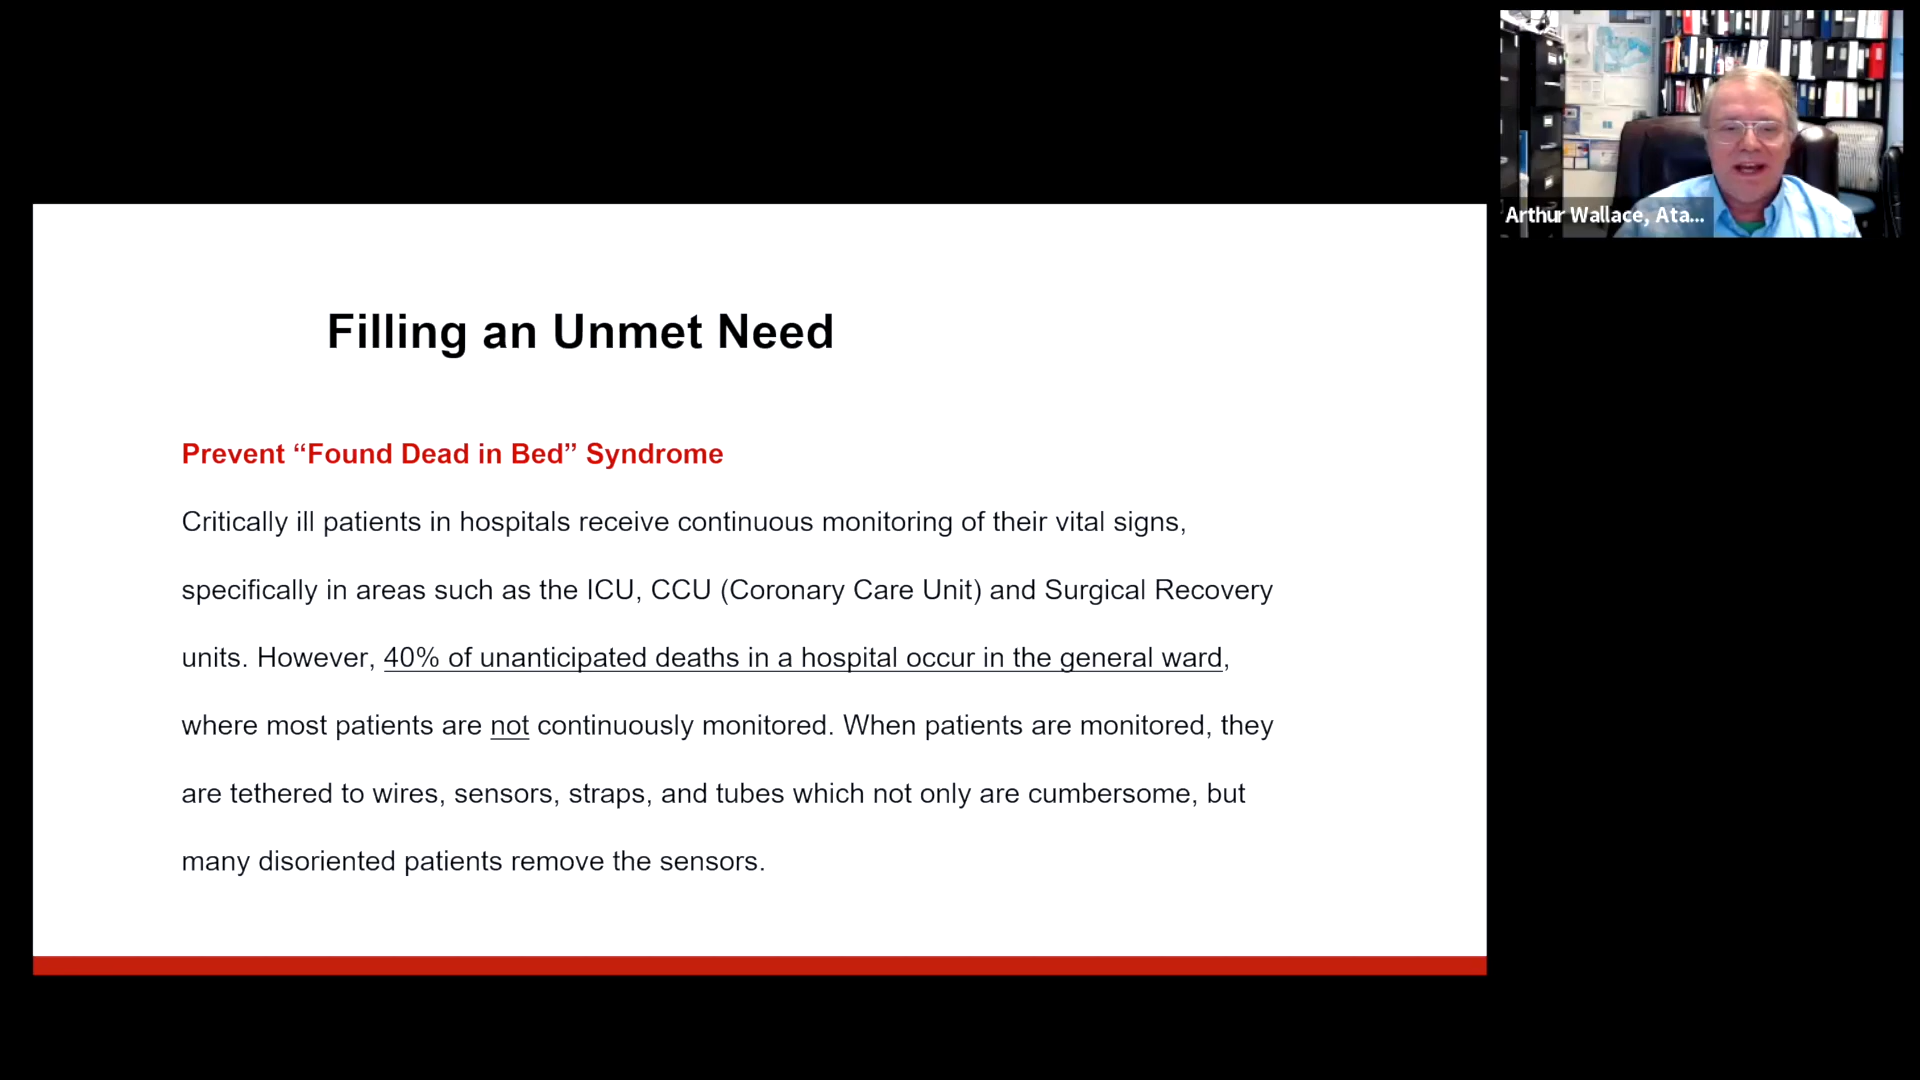 Arthur Wallace, Ata...
Filling an Unmet Need
Prevent “Found Dead in Bed” Syndrome
Critically ill patients in hospitals receive continuous monitoring of their vital signs,
specifically in areas such as the ICU, CCU (Coronary Care Unit) and Surgical Recovery
units. However, 40% of unanticipated deaths in a hospital occur in the general ward,
where most patients are not continuously monitored. When patients are monitored, they
are tethered to wires, sensors, straps, and tubes which not only are cumbersome, but
many disoriented patients remove the sensors.